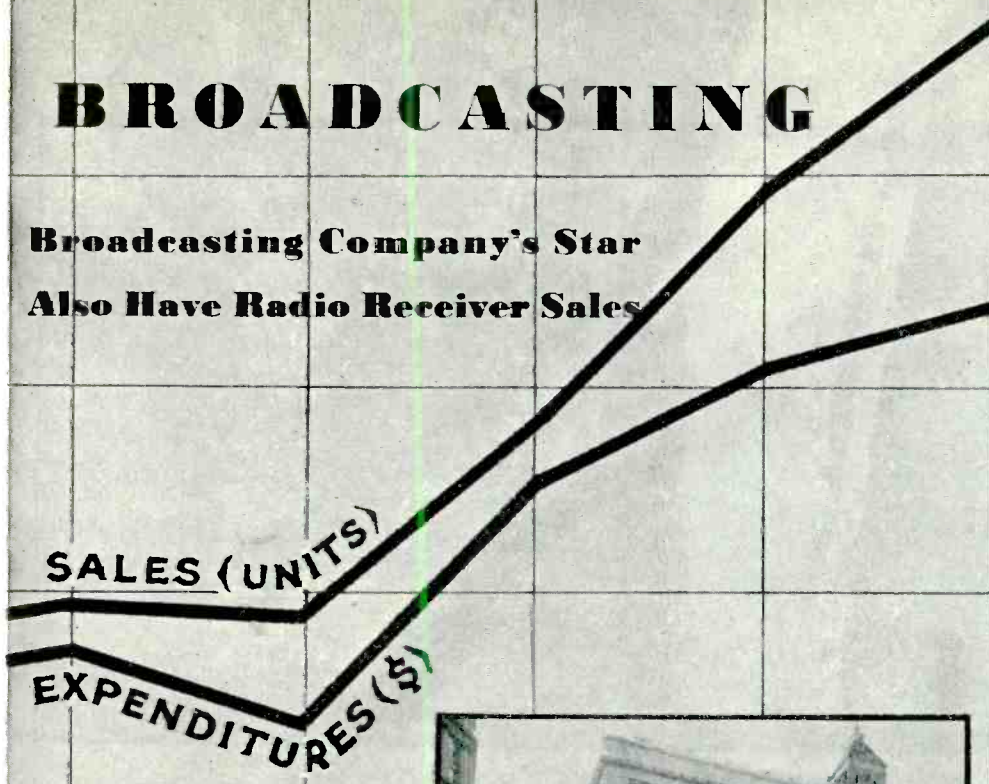 BROADCASTING
Broadcasting Company's Star
Also Have Radio Receiver Sales
SALES (UNITS)
EXPENDITURES ($)